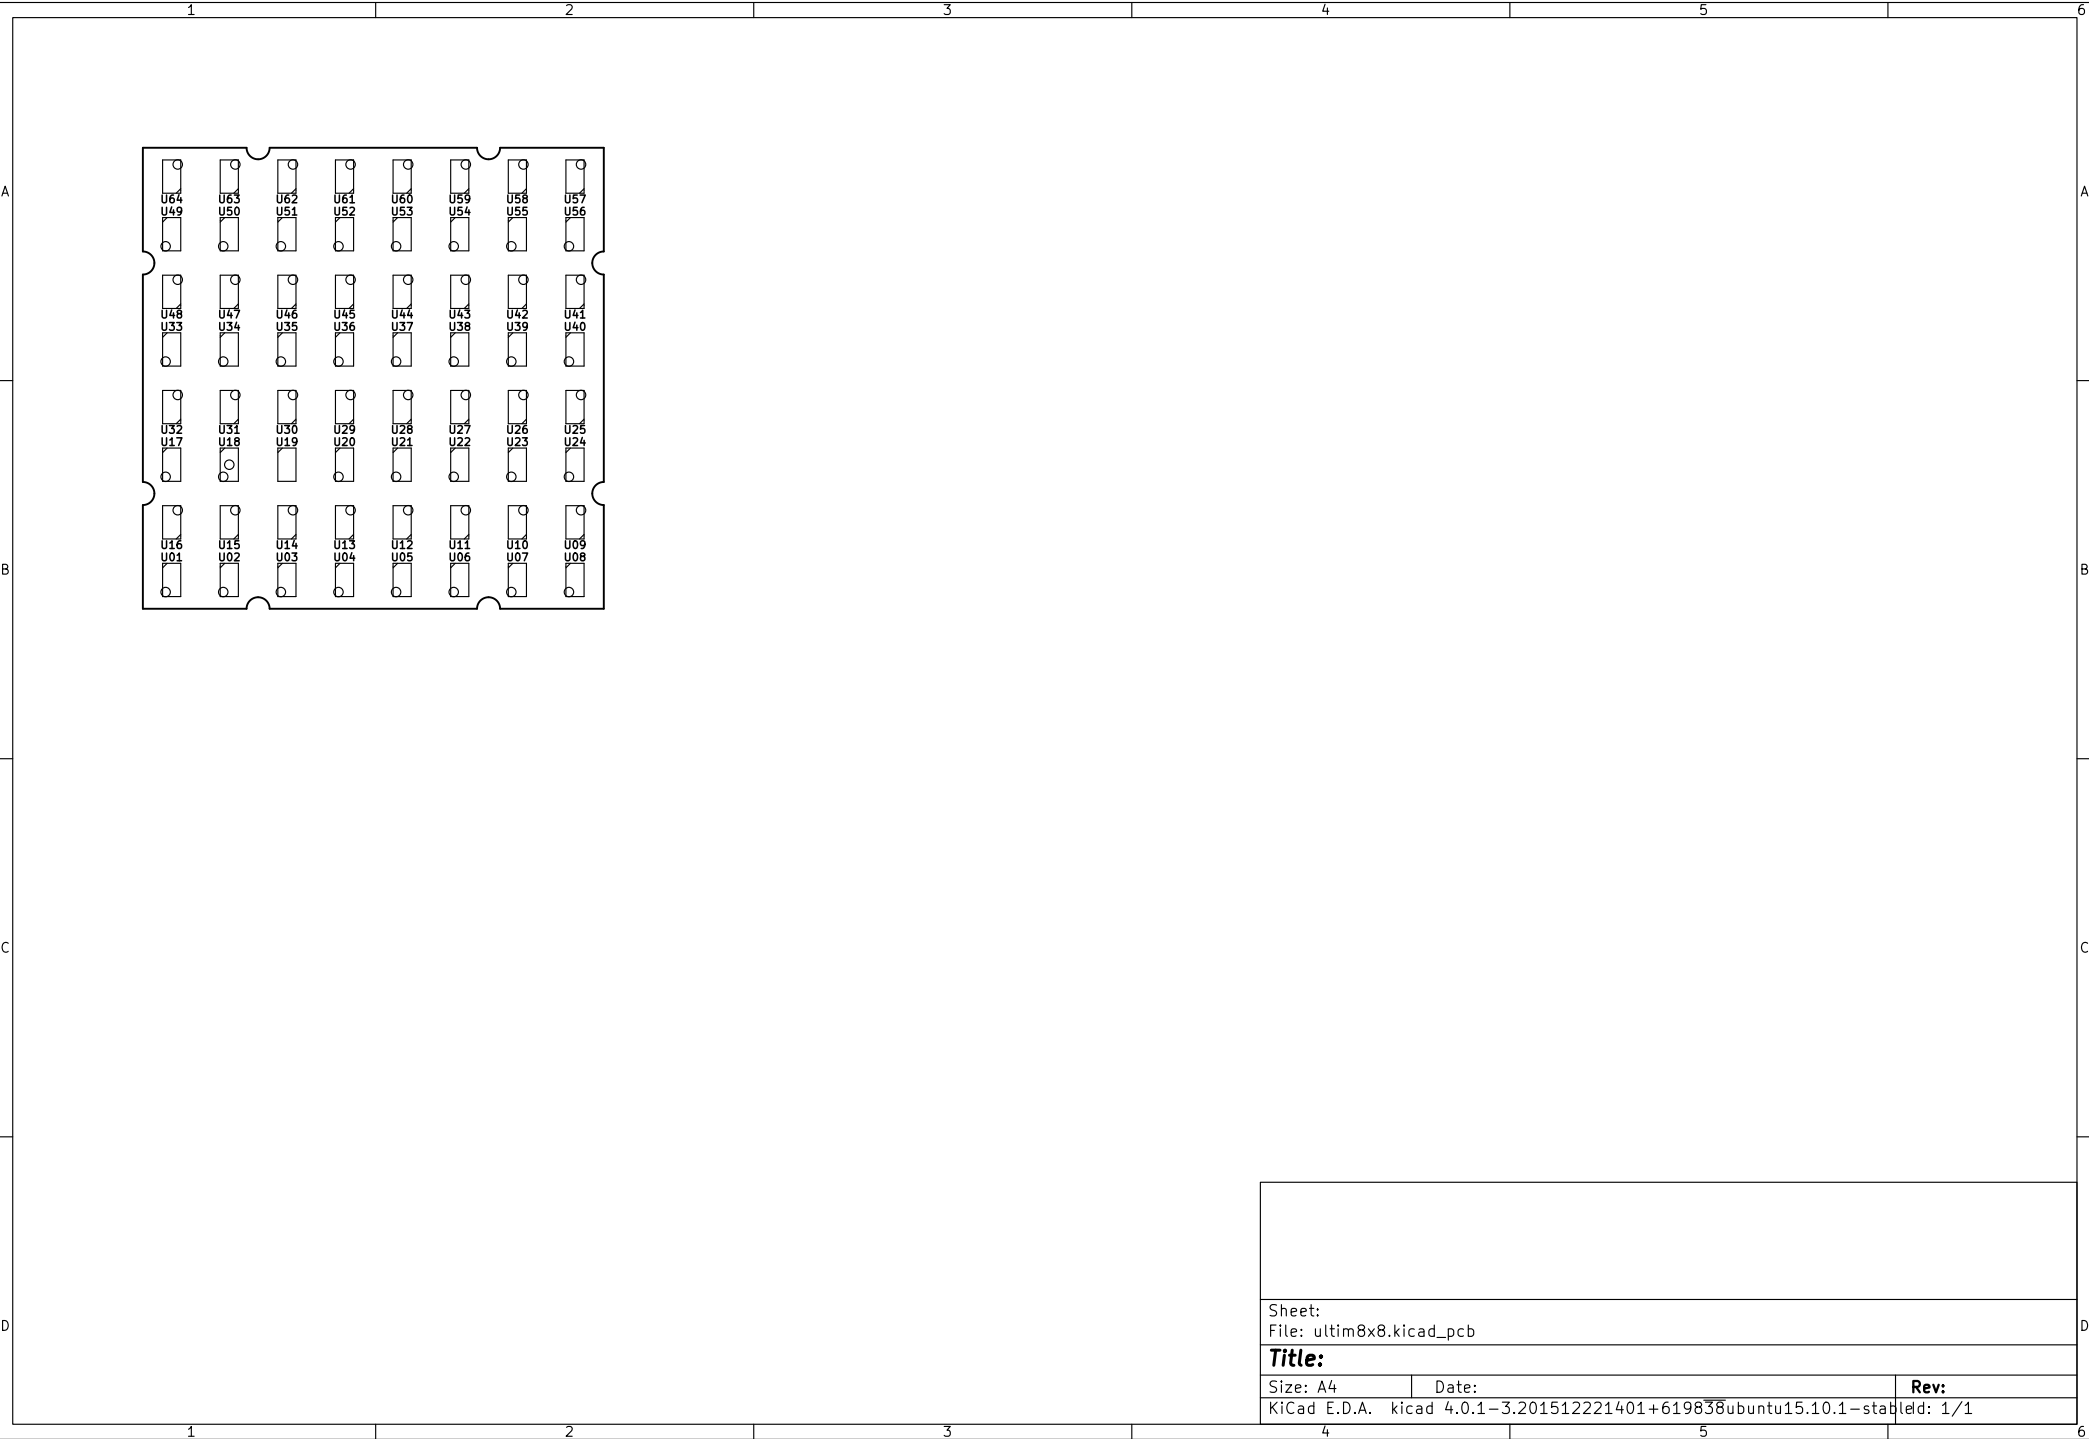 1 2 3 4 5 6
A A
U64 U63 U62 U61 U60 U59 U58 U57
U49 U50 U51 U52 U53 U54 U55 U56
U48 U47 U46 U45 U44 U43 U42 U41
U33 U34 U35 U36 U37 U38 U39 U40
U32 U31 U30 U29 U28 U27 U26 U25
U17 U18 U19 U20 U21 U22 U23 U24
U16 U15 U14 U13 U12 U11 U10 U09
B U01 U02 U03 U04 U05 U06 U07 U08 B
C C
Sheet:
D File: ultim8x8.kicad_pcb D
Title:
Size: A4 Date: Rev:
KiCad E.D.A. kicad 4.0.1-3.201512221401+619838ubuntu15.10.1-stable Id: 1/1
1 2 3 4 5 6